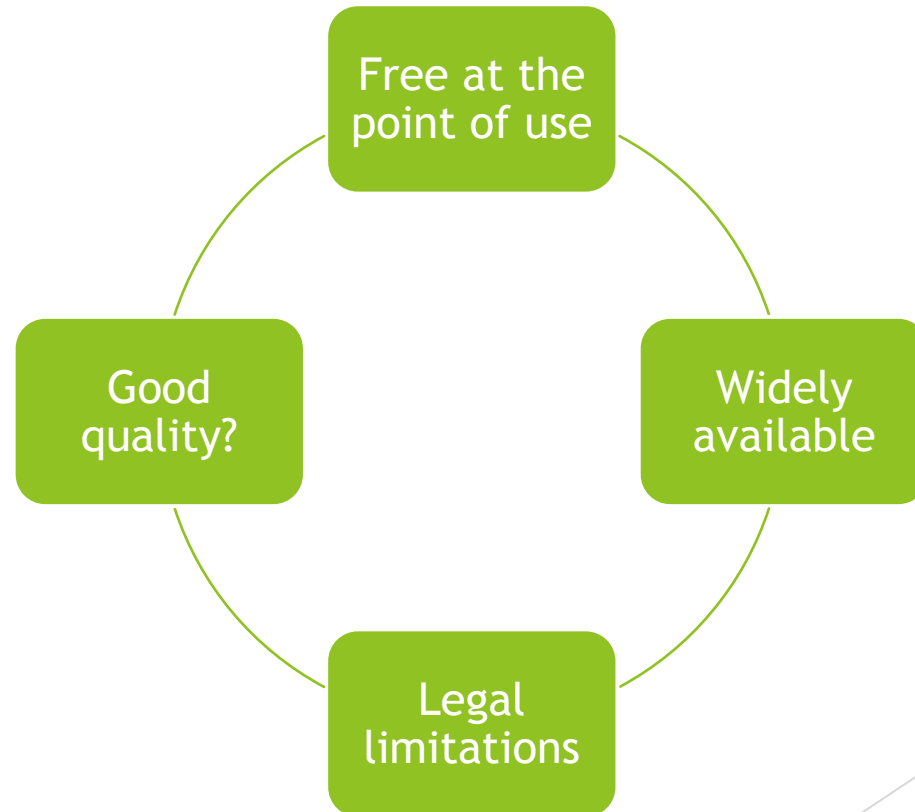 Free at the
point of use
Good
quality?
Widely
available
Legal
limitations